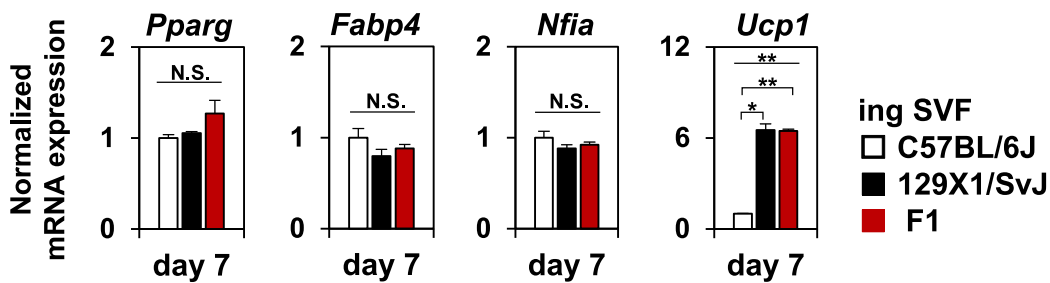 Normalized
mRNA expression
Pparg
2
1
0
N.S.
day 7
Fabp4
2
1
0
N.S.
day 7
Nfia
2
1
0
N.S.
day 7
Ucp1
12
6
0
**
**
*
day 7
ing SVF
C57BL/6J
129X1/SvJ
F1